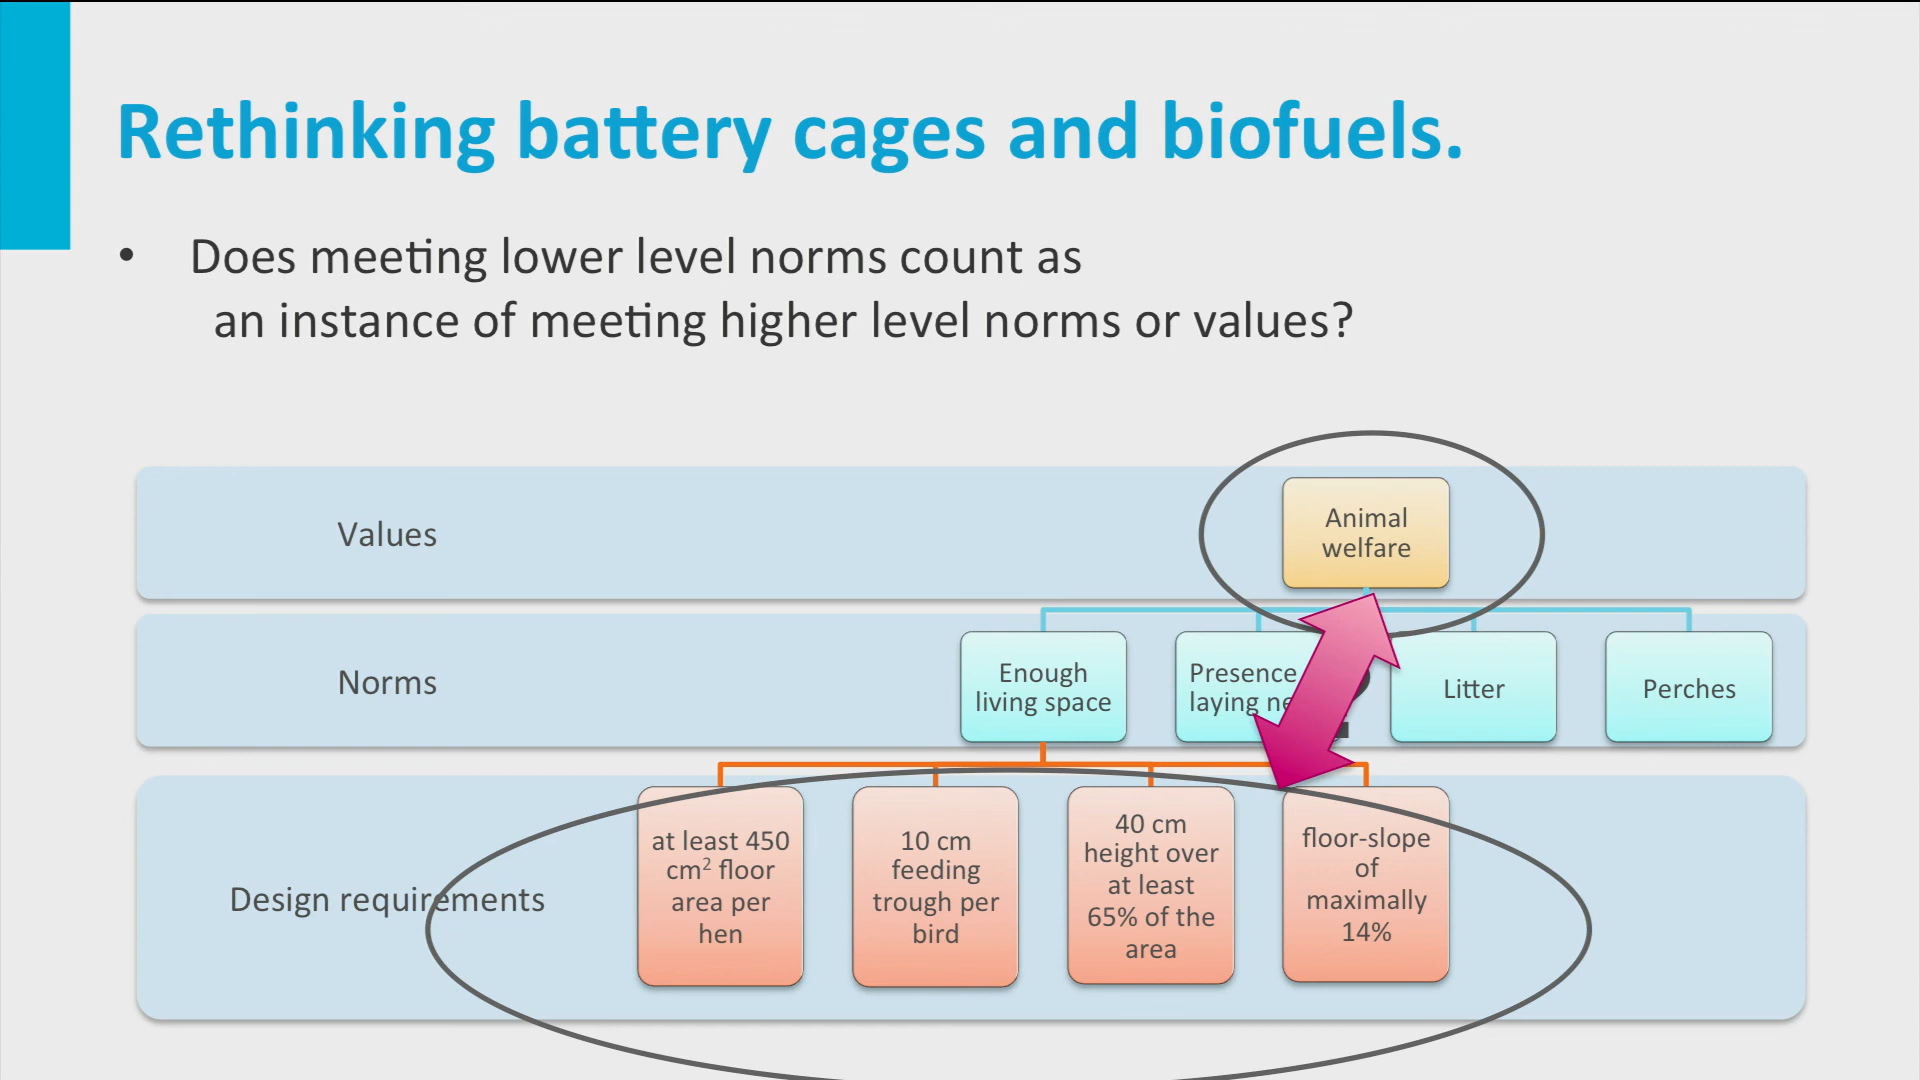 Rethinking battery cages and biofuels.
• Does meeting lower level norms count as
an instance of meeting higher level norms or values?
Values
Animal
welfare
Norms
Enough
living space
Presence
laying
?
Litter
Perches
Design requirements
at least 450
cm² floor
area per
hen
10 cm
feeding
trough per
bird
40 cm
height over
at least
65% of the
area
floor-slope
of
maximally
14%